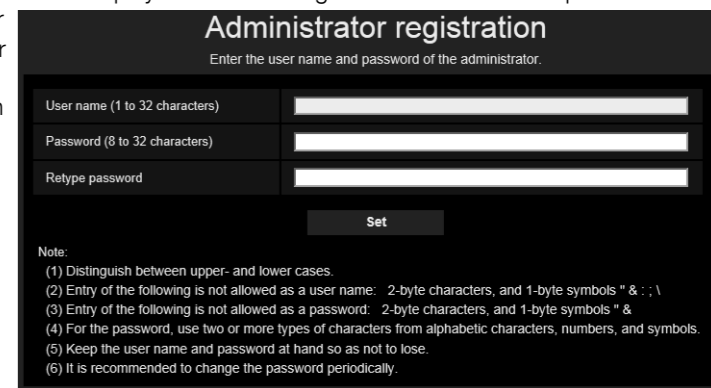 Administrator registration
Enter the user name and password of the administrator.
User name (1 to 32 characters)
Password (8 to 32 characters)
Retype password
Set
Note:
(1) Distinguish between upper- and lower cases.
(2) Entry of the following is not allowed as a user name: 2-byte characters, and 1-byte symbols " & : ; \
(3) Entry of the following is not allowed as a password: 2-byte characters, and 1-byte symbols " &
(4) For the password, use two or more types of characters from alphabetic characters, numbers, and symbols.
(5) Keep the user name and password at hand so as not to lose.
(6) It is recommended to change the password periodically.